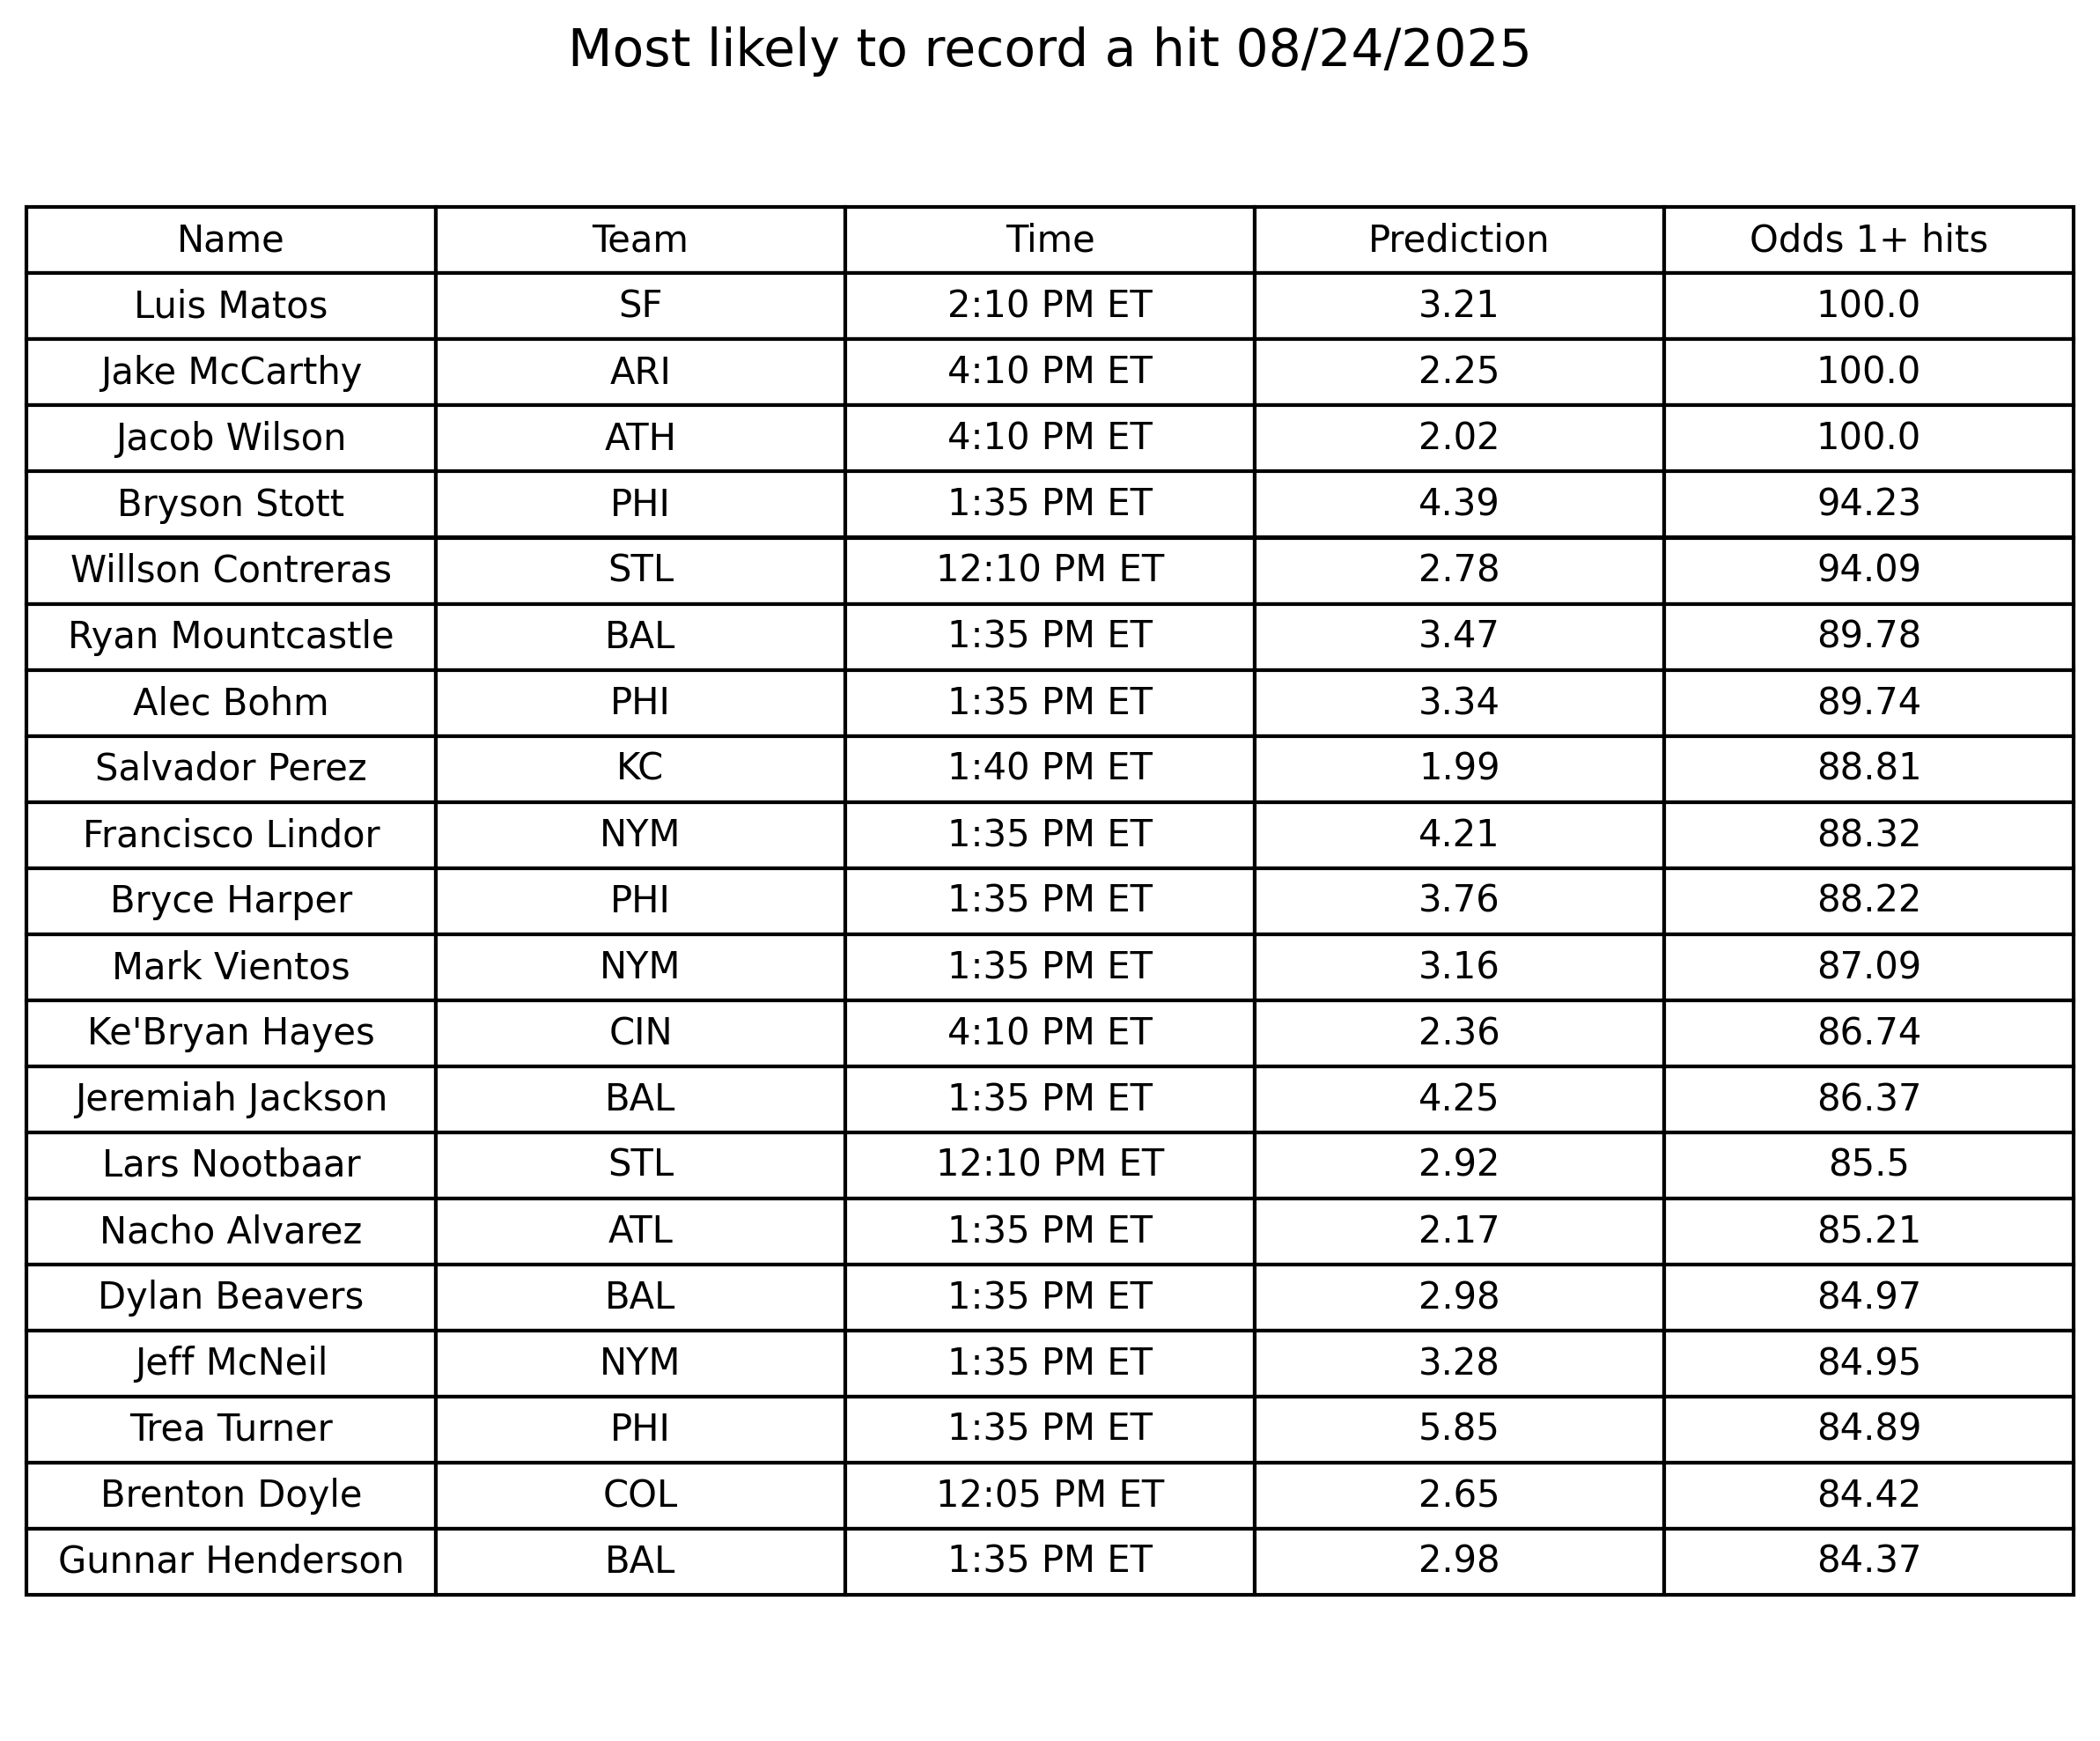 Most likely to record a hit 08/24/2025
Name Team Time Prediction Odds 1+ hits
Luis Matos SF 2:10 PM ET 3.21 100.0
Jake McCarthy ARI 4:10 PM ET 2.25 100.0
Jacob Wilson ATH 4:10 PM ET 2.02 100.0
Bryson Stott PHI 1:35 PM ET 4.39 94.23
Willson Contreras STL 12:10 PM ET 2.78 94.09
Ryan Mountcastle BAL 1:35 PM ET 3.47 89.78
Alec Bohm PHI 1:35 PM ET 3.34 89.74
Salvador Perez KC 1:40 PM ET 1.99 88.81
Francisco Lindor NYM 1:35 PM ET 4.21 88.32
Bryce Harper PHI 1:35 PM ET 3.76 88.22
Mark Vientos NYM 1:35 PM ET 3.16 87.09
Ke'Bryan Hayes CIN 4:10 PM ET 2.36 86.74
Jeremiah Jackson BAL 1:35 PM ET 4.25 86.37
Lars Nootbaar STL 12:10 PM ET 2.92 85.5
Nacho Alvarez ATL 1:35 PM ET 2.17 85.21
Dylan Beavers BAL 1:35 PM ET 2.98 84.97
Jeff McNeil NYM 1:35 PM ET 3.28 84.95
Trea Turner PHI 1:35 PM ET 5.85 84.89
Brenton Doyle COL 12:05 PM ET 2.65 84.42
Gunnar Henderson BAL 1:35 PM ET 2.98 84.37